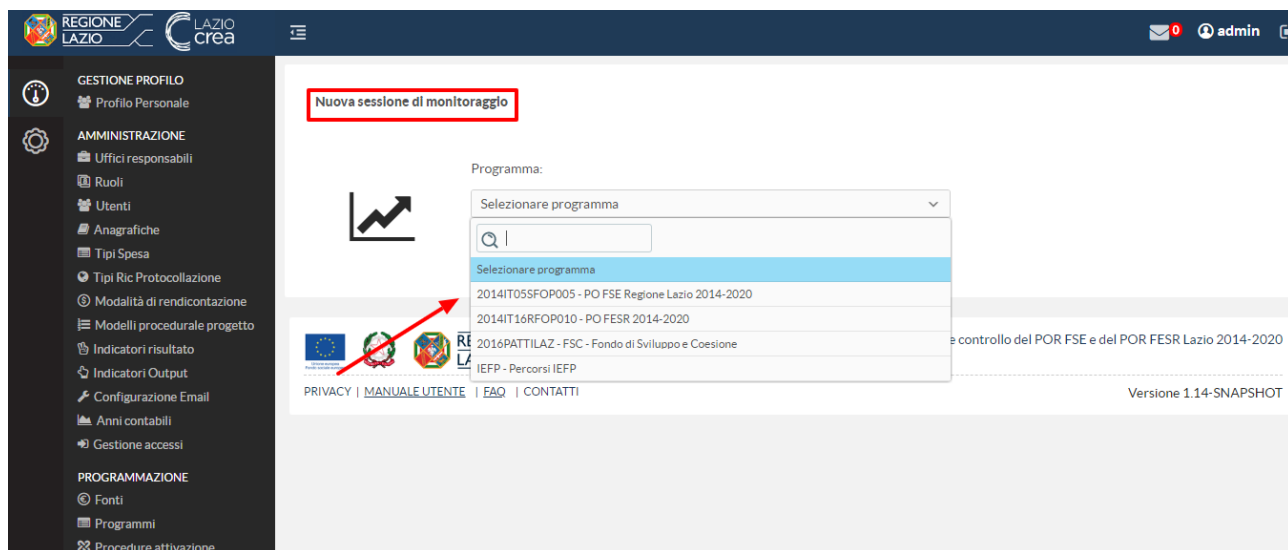 REGIONE
LAZIO
LAZIO
crea
0
admin
GESTIONE PROFILO
Profilo Personale
AMMINISTRAZIONE
Uffici responsabili
Ruoli
Utenti
Anagrafiche
Tipi Spesa
Tipi Ric Protocollazione
Modalità di rendicontazione
Modelli procedurale progetto
Indicatori risultato
Indicatori Output
Configurazione Email
Anni contabili
Gestione accessi
PROGRAMMAZIONE
Fonti
Programmi
Procedure attivazione
Nuova sessione di monitoraggio
Programma:
Selezionare programma
Selezionare programma
2014IT05SFOP005 - PO FSE Regione Lazio 2014-2020
2014IT16RFOP010 - PO FESR 2014-2020
2016PATTILAZ - FSC - Fondo di Sviluppo e Coesione
IEFP - Percorsi IEFP
e controllo del POR FSE e del POR FESR Lazio 2014-2020
PRIVACY | MANUALE UTENTE | FAQ | CONTATTI
Versione 1.14-SNAPSHOT